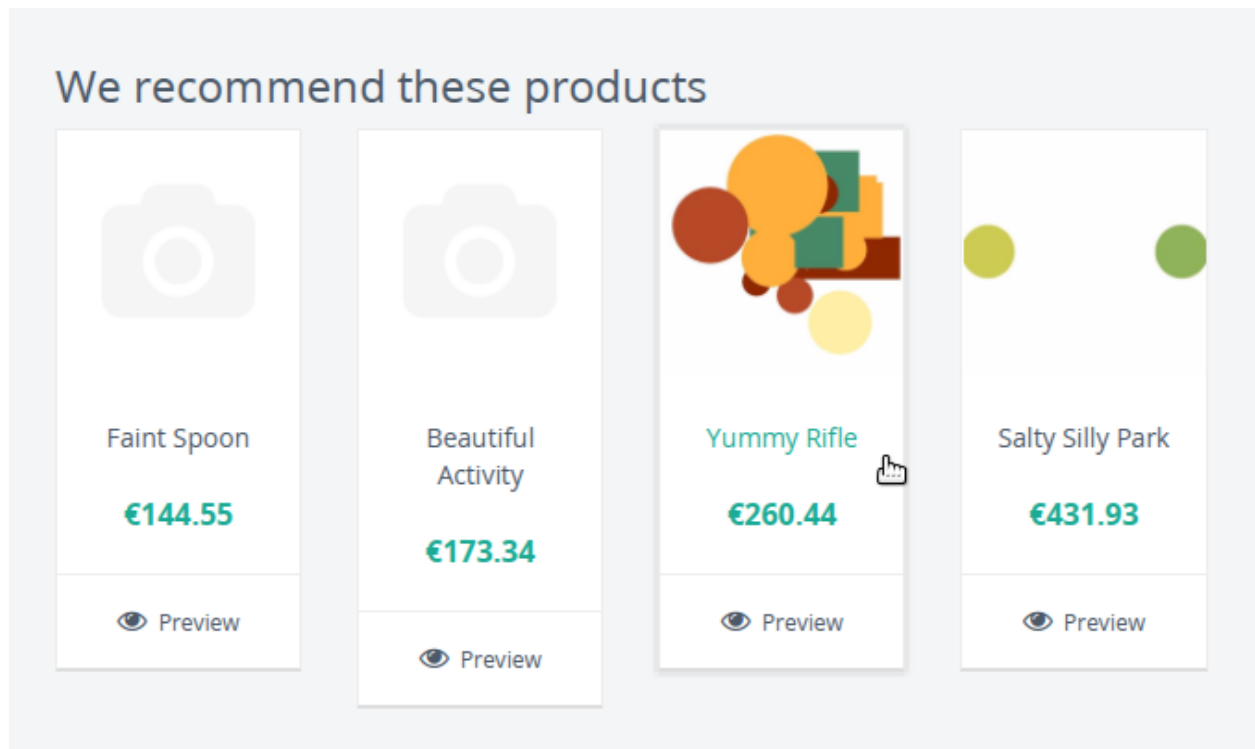 We recommend these products
Faint Spoon
€144.55
Preview
Beautiful
Activity
€173.34
Preview
Yummy Rifle
€260.44
Preview
Salty Silly Park
€431.93
Preview